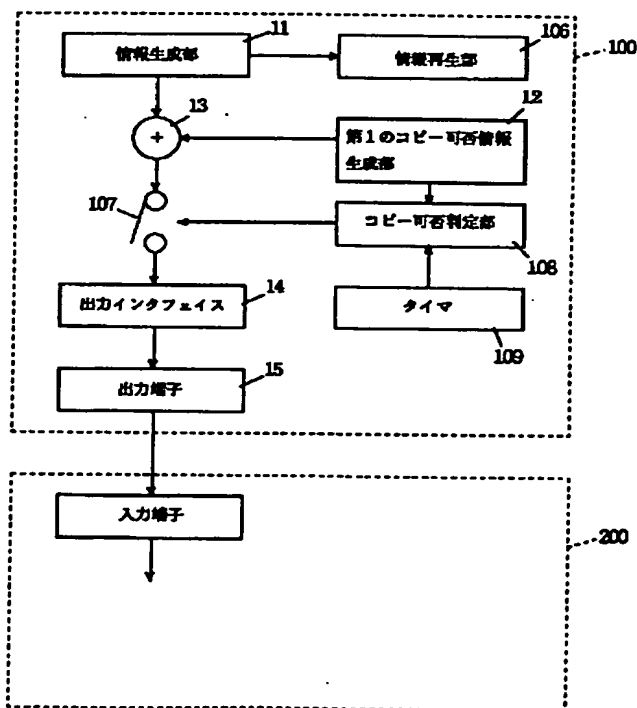 情報生成部
11
情報再生部
106
100
13
+
12
第1のコピー可否情報
生成部
107
コピー可否判定部
108
出力インタフェイス
14
タイマ
109
出力端子
15
入力端子
200